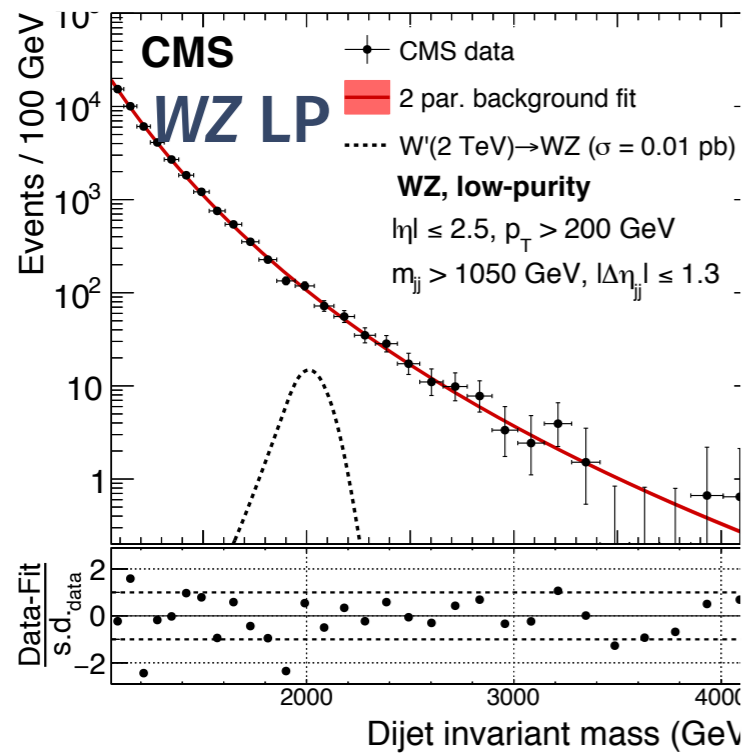 CMS
WZ LP
CMS data
2 par. background fit
W'(2 TeV)→WZ (σ = 0.01 pb)
WZ, low-purity
|η| ≤ 2.5, p_T > 200 GeV
m_jj > 1050 GeV, |Δη_jj| ≤ 1.3
Events / 100 GeV
10^4
10^3
10^2
10
1
Data-Fit
s.d._data
2
0
−2
2000
3000
4000
Dijet invariant mass (GeV